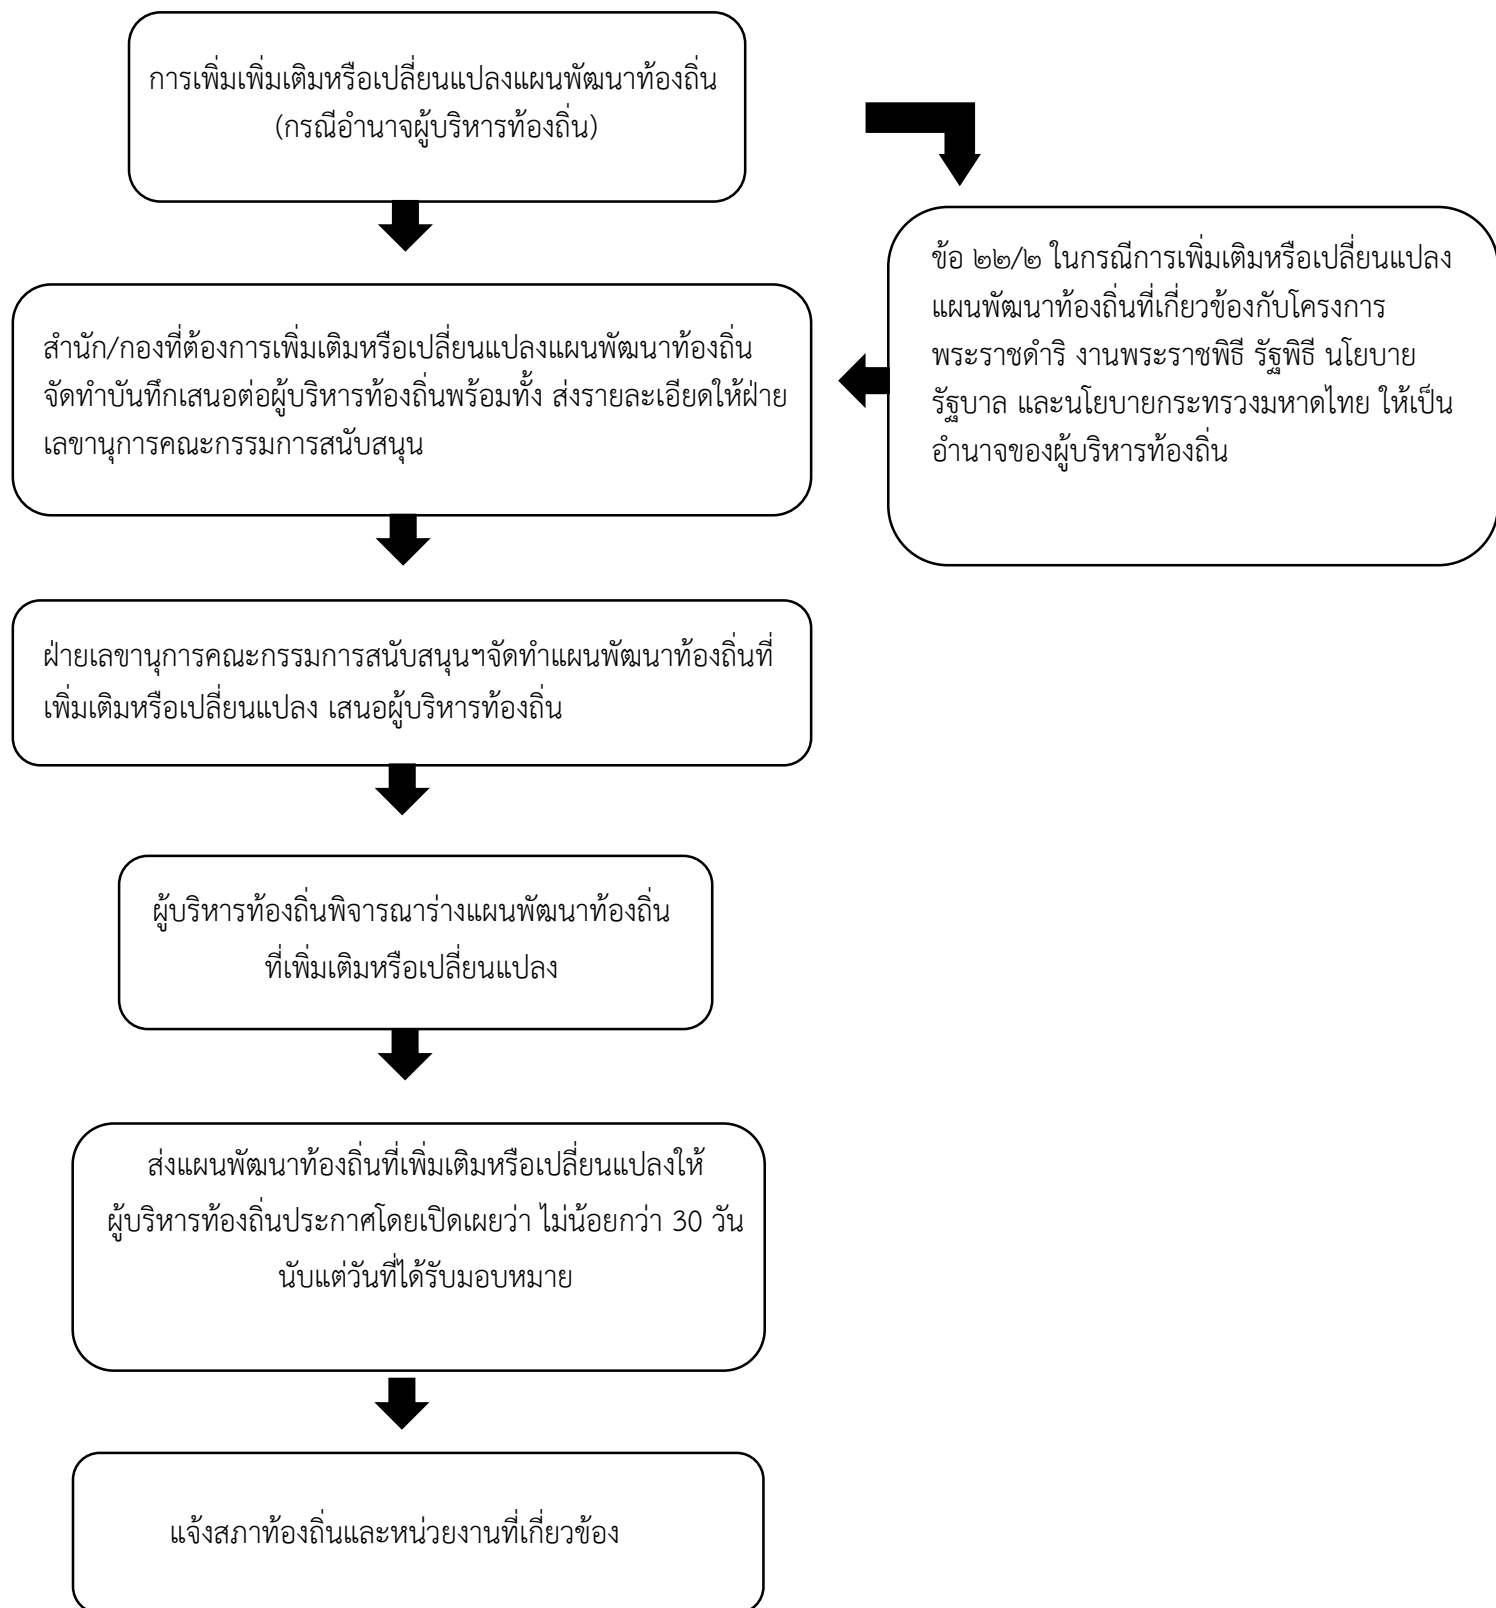 การเพิ่มเพิ่มเติมหรือเปลี่ยนแปลงแผนพัฒนาท้องถิ่น
(กรณีอำนาจผู้บริหารท้องถิ่น)
ข้อ ๒๒/๒ ในกรณีการเพิ่มเติมหรือเปลี่ยนแปลง
แผนพัฒนาท้องถิ่นที่เกี่ยวข้องกับโครงการ
พระราชดำริ งานพระราชพิธี รัฐพิธี นโยบาย
รัฐบาล และนโยบายกระทรวงมหาดไทย ให้เป็น
อำนาจของผู้บริหารท้องถิ่น
สำนัก/กองที่ต้องการเพิ่มเติมหรือเปลี่ยนแปลงแผนพัฒนาท้องถิ่น
จัดทำบันทึกเสนอต่อผู้บริหารท้องถิ่นพร้อมทั้ง ส่งรายละเอียดให้ฝ่าย
เลขานุการคณะกรรมการสนับสนุน
ฝ่ายเลขานุการคณะกรรมการสนับสนุนฯจัดทำแผนพัฒนาท้องถิ่นที่
เพิ่มเติมหรือเปลี่ยนแปลง เสนอผู้บริหารท้องถิ่น
ผู้บริหารท้องถิ่นพิจารณาร่างแผนพัฒนาท้องถิ่น
ที่เพิ่มเติมหรือเปลี่ยนแปลง
ส่งแผนพัฒนาท้องถิ่นที่เพิ่มเติมหรือเปลี่ยนแปลงให้
ผู้บริหารท้องถิ่นประกาศโดยเปิดเผยว่า ไม่น้อยกว่า 30 วัน
นับแต่วันที่ได้รับมอบหมาย
แจ้งสภาท้องถิ่นและหน่วยงานที่เกี่ยวข้อง